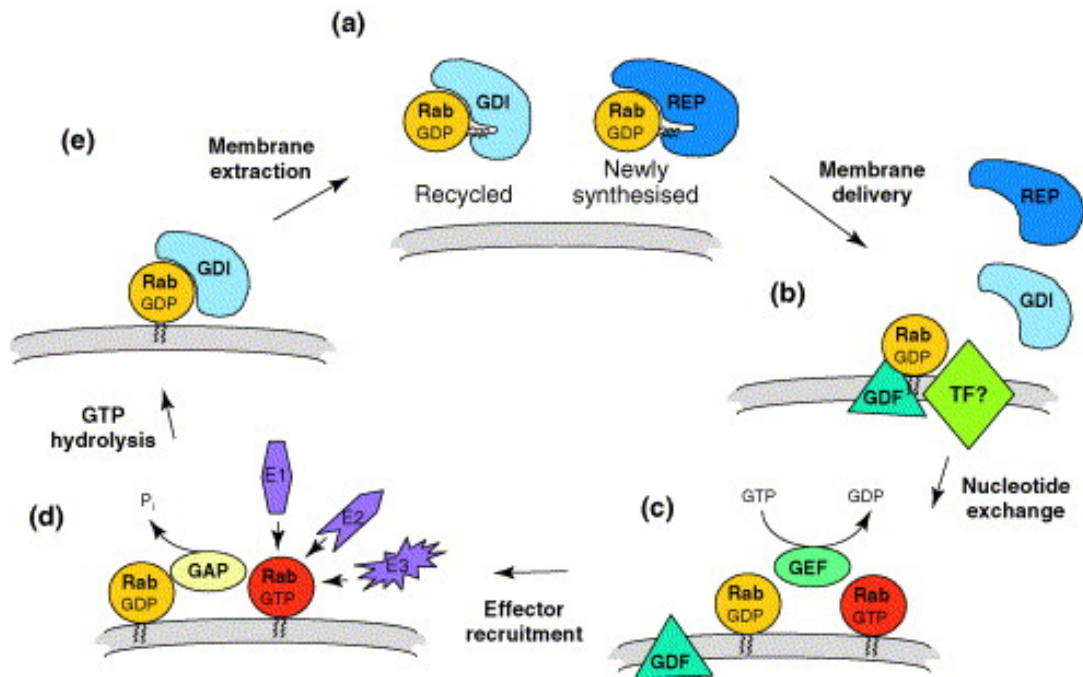 (a)
Rab
GDP
GDI
Rab
GDP
REP
Recycled
Newly
synthesised
Membrane
delivery
REP
GDI
(b)
Rab
GDP
GDF
TF?
Nucleotide
exchange
(c)
GTP
GDP
GEF
Rab
GDP
Rab
GTP
GDF
Effector
recruitment
(d)
Pi
E1
E2
E3
GAP
Rab
GDP
Rab
GTP
GTP
hydrolysis
(e)
Rab
GDP
GDI
Membrane
extraction